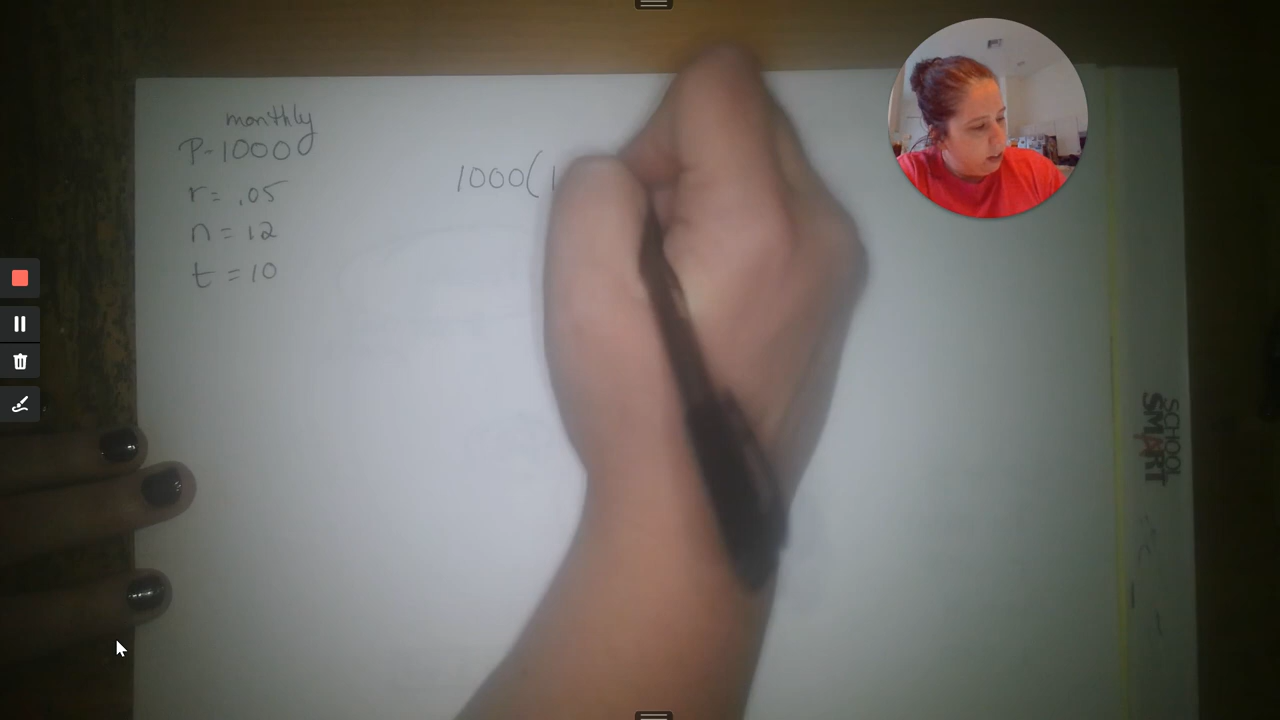 monthly
P-1000
r = .05
n = 12
t = 10
1000(1
SCHOOL
SMART